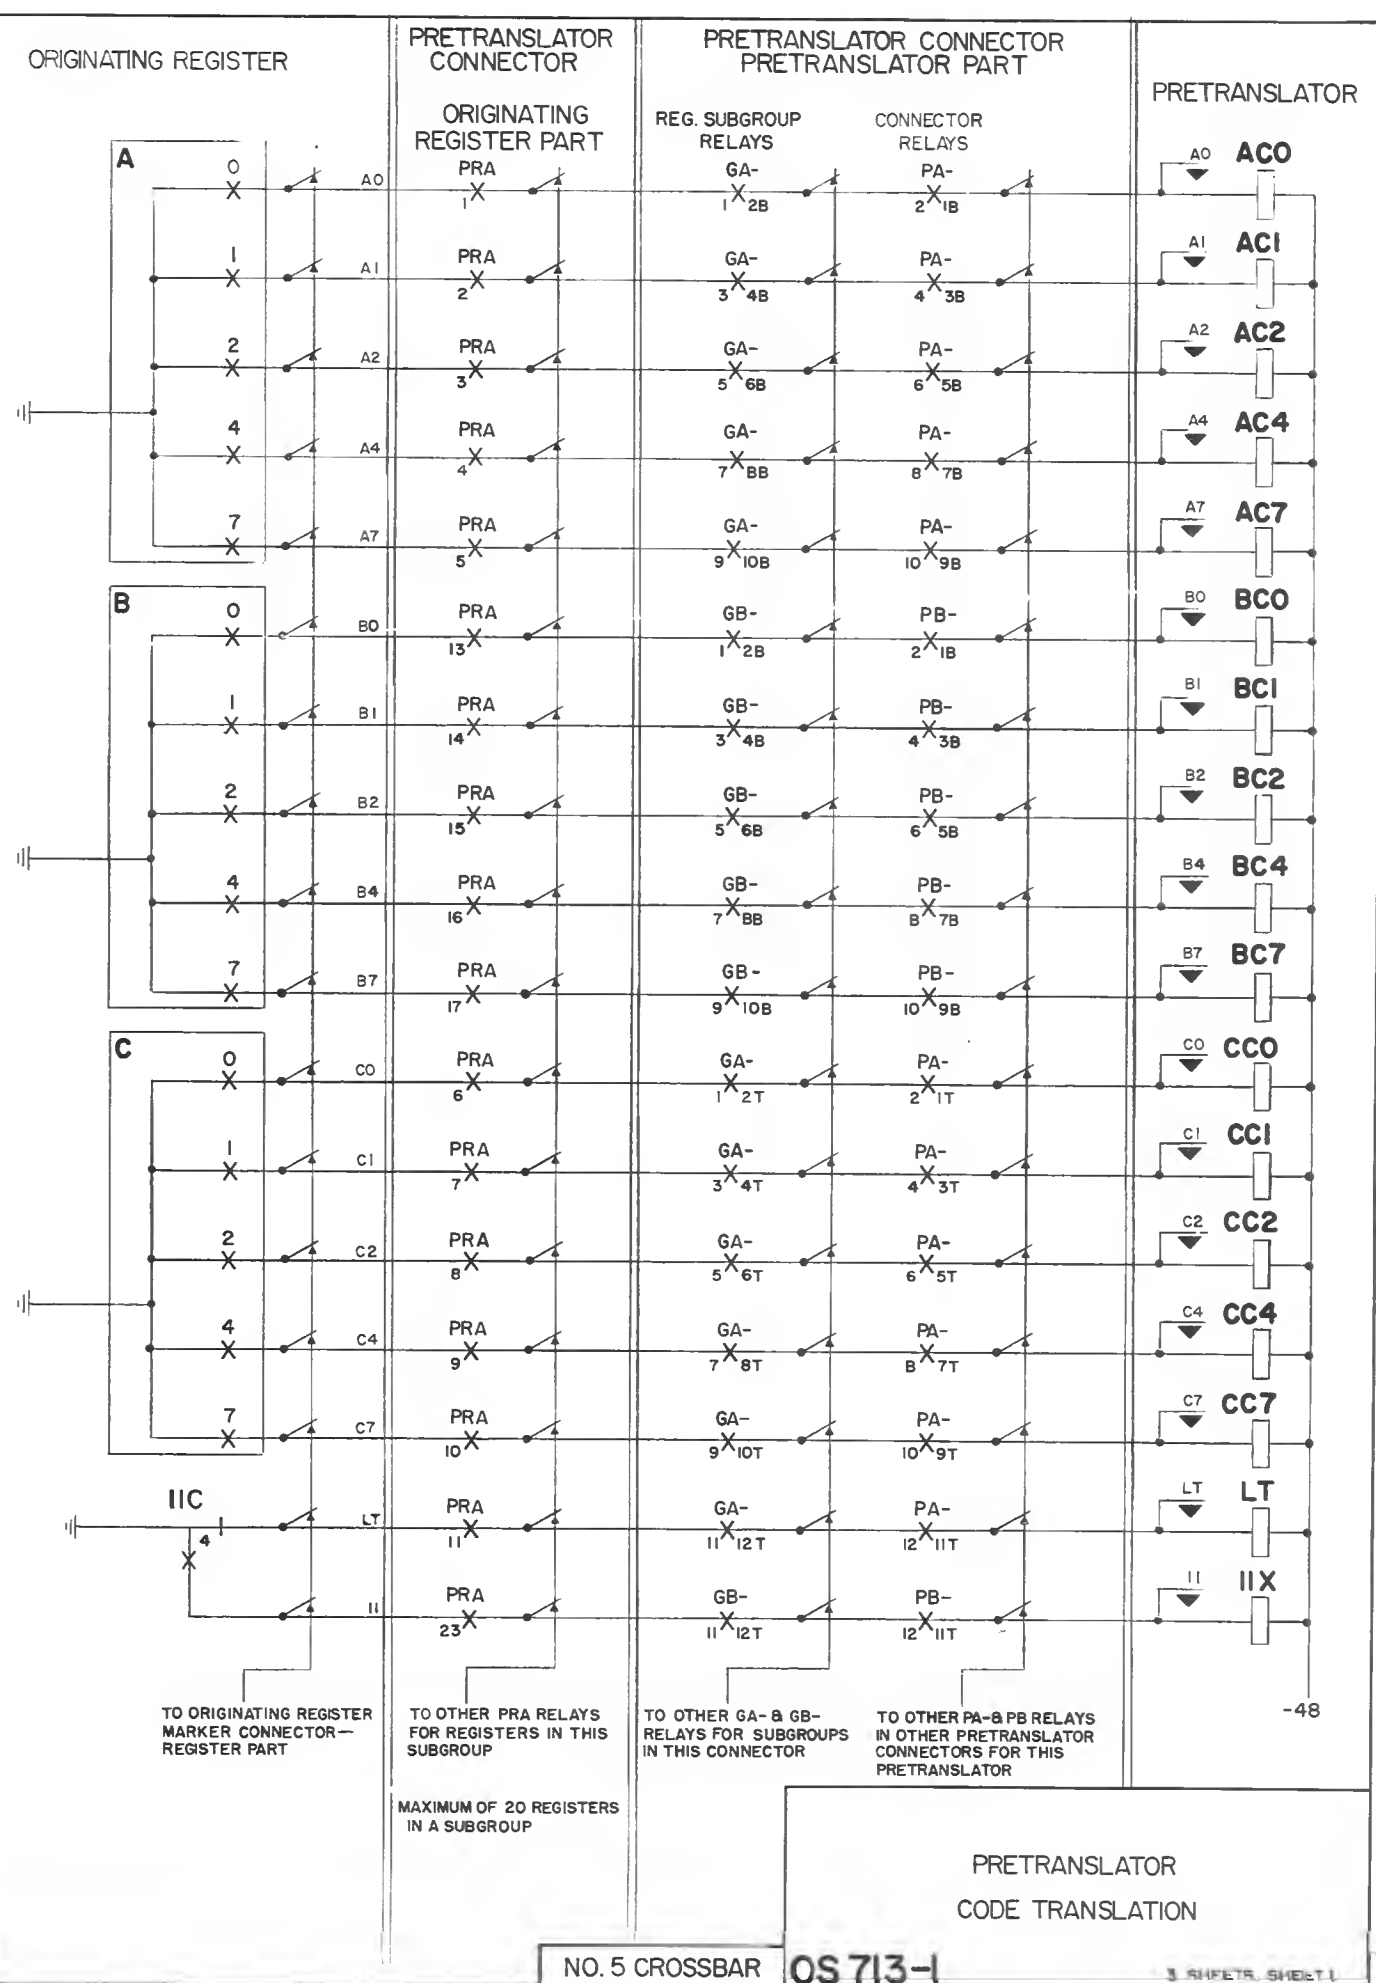 ORIGINATING REGISTER
PRETRANSLATOR
CONNECTOR
ORIGINATING
REGISTER PART
PRETRANSLATOR CONNECTOR
PRETRANSLATOR PART
REG. SUBGROUP
RELAYS
CONNECTOR
RELAYS
PRETRANSLATOR
A
0 A0 PRA 1 GA- 1 2B PA- 2 1B A0 AC0
1 A1 PRA 2 GA- 3 4B PA- 4 3B A1 AC1
2 A2 PRA 3 GA- 5 6B PA- 6 5B A2 AC2
4 A4 PRA 4 GA- 7 8B PA- 8 7B A4 AC4
7 A7 PRA 5 GA- 9 10B PA- 10 9B A7 AC7
B
0 B0 PRA 13 GB- 1 2B PB- 2 1B B0 BC0
1 B1 PRA 14 GB- 3 4B PB- 4 3B B1 BC1
2 B2 PRA 15 GB- 5 6B PB- 6 5B B2 BC2
4 B4 PRA 16 GB- 7 8B PB- 8 7B B4 BC4
7 B7 PRA 17 GB- 9 10B PB- 10 9B B7 BC7
C
0 C0 PRA 6 GA- 1 2T PA- 2 1T C0 CC0
1 C1 PRA 7 GA- 3 4T PA- 4 3T C1 CC1
2 C2 PRA 8 GA- 5 6T PA- 6 5T C2 CC2
4 C4 PRA 9 GA- 7 8T PA- 8 7T C4 CC4
7 C7 PRA 10 GA- 9 10T PA- 10 9T C7 CC7
11C 4 LT PRA 11 GA- 11 12T PA- 12 11T LT LT
11 PRA 23 GB- 11 12T PB- 12 11T 11 11X
TO ORIGINATING REGISTER
MARKER CONNECTOR—
REGISTER PART
TO OTHER PRA RELAYS
FOR REGISTERS IN THIS
SUBGROUP
TO OTHER GA- & GB-
RELAYS FOR SUBGROUPS
IN THIS CONNECTOR
TO OTHER PA- & PB RELAYS
IN OTHER PRETRANSLATOR
CONNECTORS FOR THIS
PRETRANSLATOR
-48
MAXIMUM OF 20 REGISTERS
IN A SUBGROUP
PRETRANSLATOR
CODE TRANSLATION
NO. 5 CROSSBAR
OS 713-1
3 SHEETS, SHEET 1